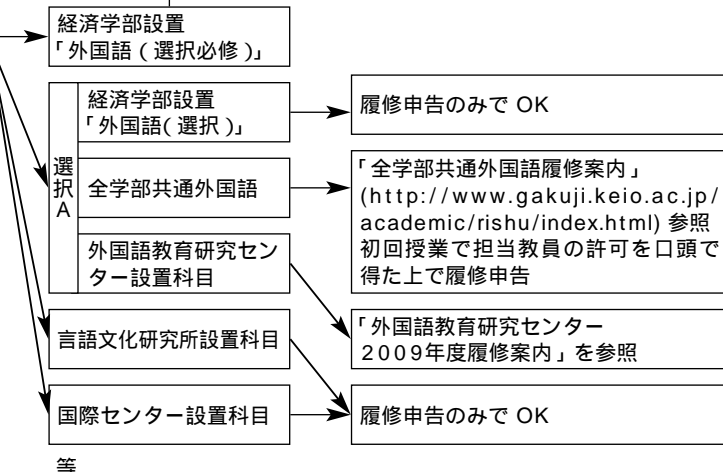 経済学部設置
「外国語(選択必修)」
選択A
経済学部設置
「外国語(選択)」
履修申告のみで OK
全学部共通外国語
「全学部共通外国語履修案内」
(http://www.gakuji.keio.ac.jp/
academic/rishu/index.html) 参照
初回授業で担当教員の許可を口頭で
得た上で履修申告
外国語教育研究セン
ター設置科目
「外国語教育研究センター
2009年度履修案内」を参照
言語文化研究所設置科目
国際センター設置科目
履修申告のみで OK
等